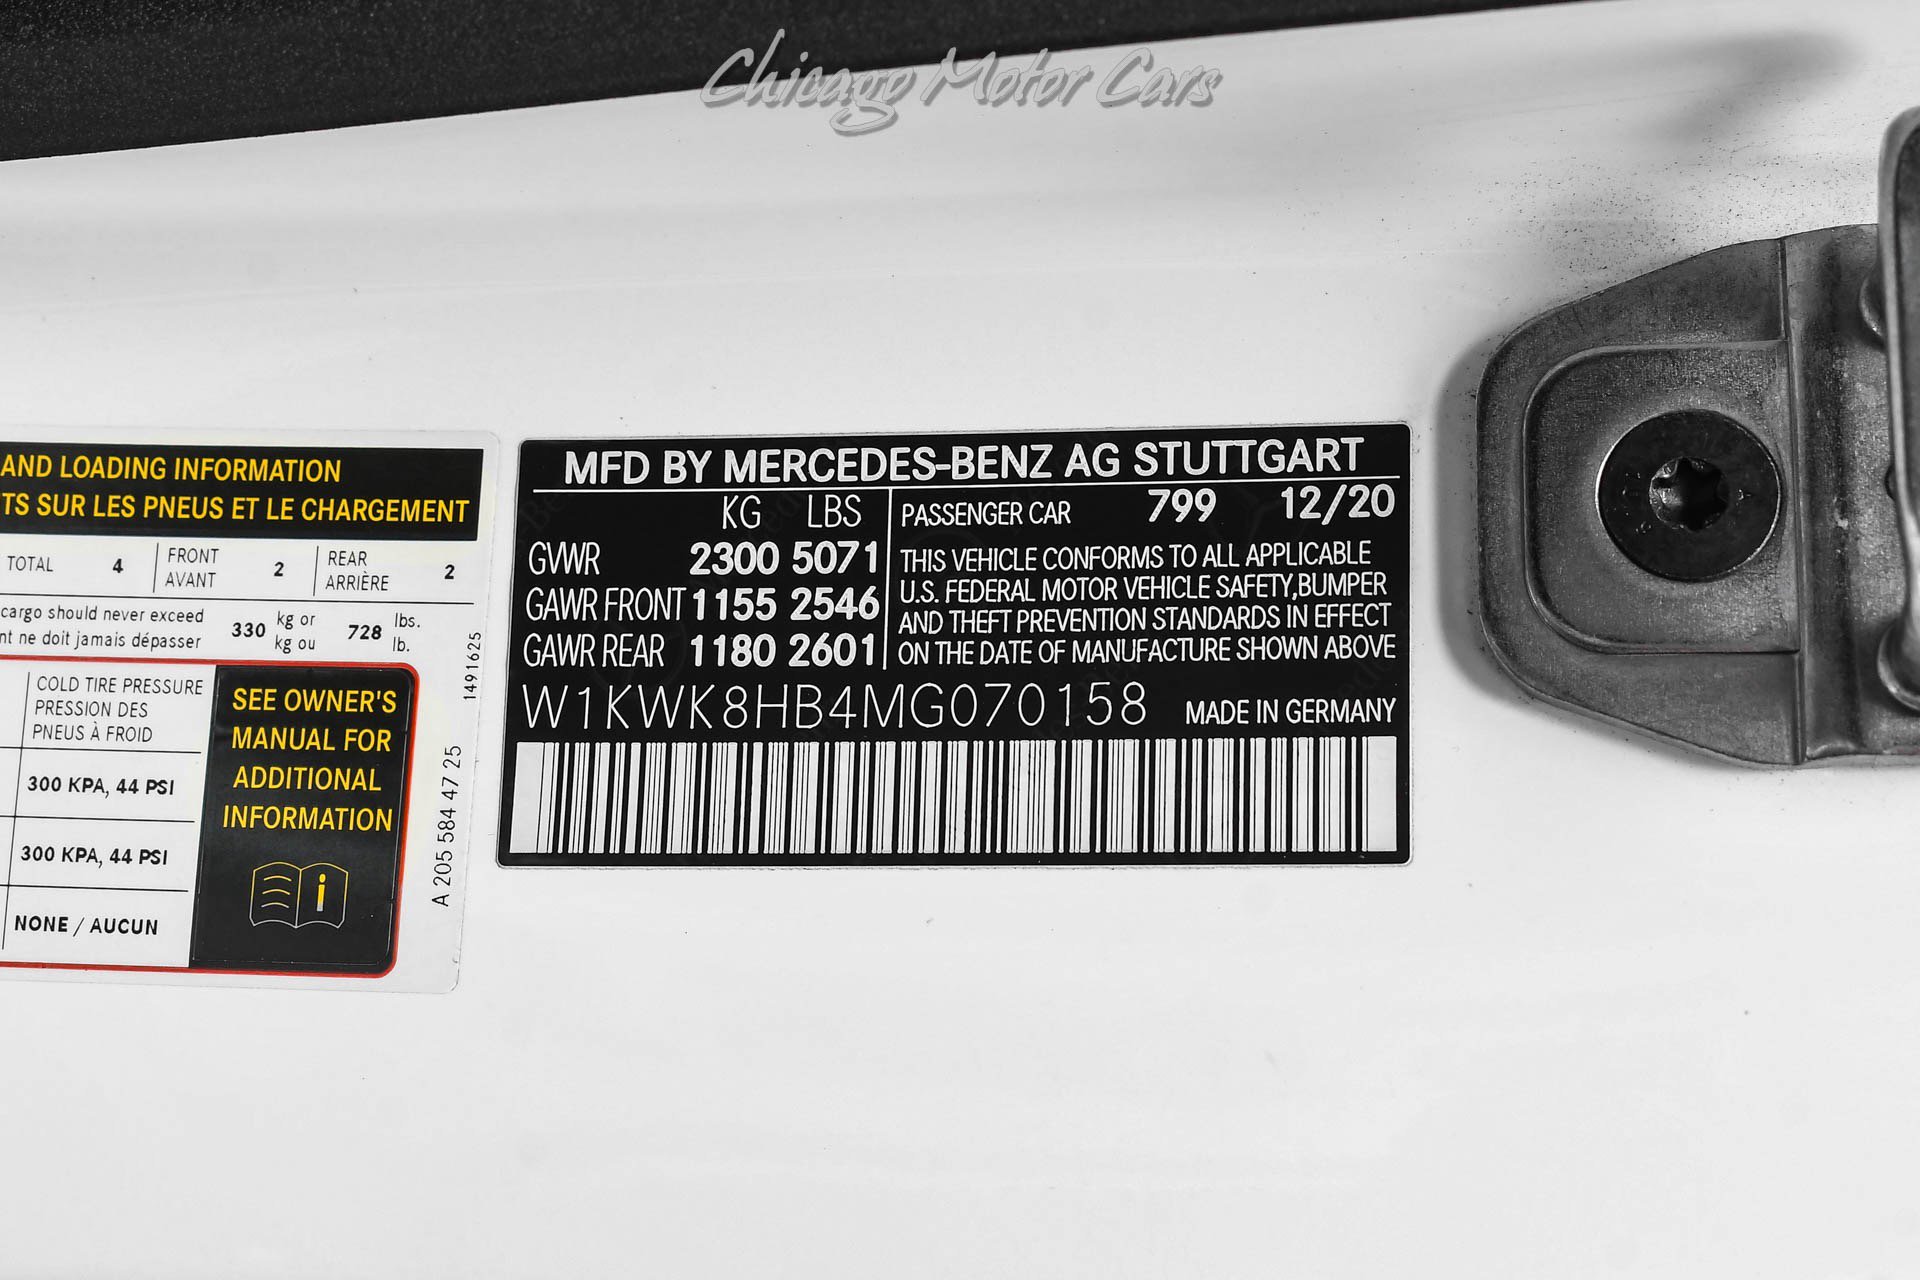 Chicago Motor Cars
AND LOADING INFORMATION
TS SUR LES PNEUS ET LE CHARGEMENT
TOTAL 4 FRONT AVANT 2 REAR ARRIÈRE 2
cargo should never exceed
nt ne doit jamais dépasser
330 kg or kg ou 728 lbs. lb.
COLD TIRE PRESSURE
PRESSION DES
PNEUS À FROID
300 KPA, 44 PSI
300 KPA, 44 PSI
NONE / AUCUN
SEE OWNER'S
MANUAL FOR
ADDITIONAL
INFORMATION
i
A 205 584 47 25
1491625
MFD BY MERCEDES-BENZ AG STUTTGART
KG LBS
GVWR 2300 5071
GAWR FRONT 1155 2546
GAWR REAR 1180 2601
PASSENGER CAR 799 12/20
THIS VEHICLE CONFORMS TO ALL APPLICABLE
U.S. FEDERAL MOTOR VEHICLE SAFETY,BUMPER
AND THEFT PREVENTION STANDARDS IN EFFECT
ON THE DATE OF MANUFACTURE SHOWN ABOVE
W1KWK8HB4MG070158 MADE IN GERMANY